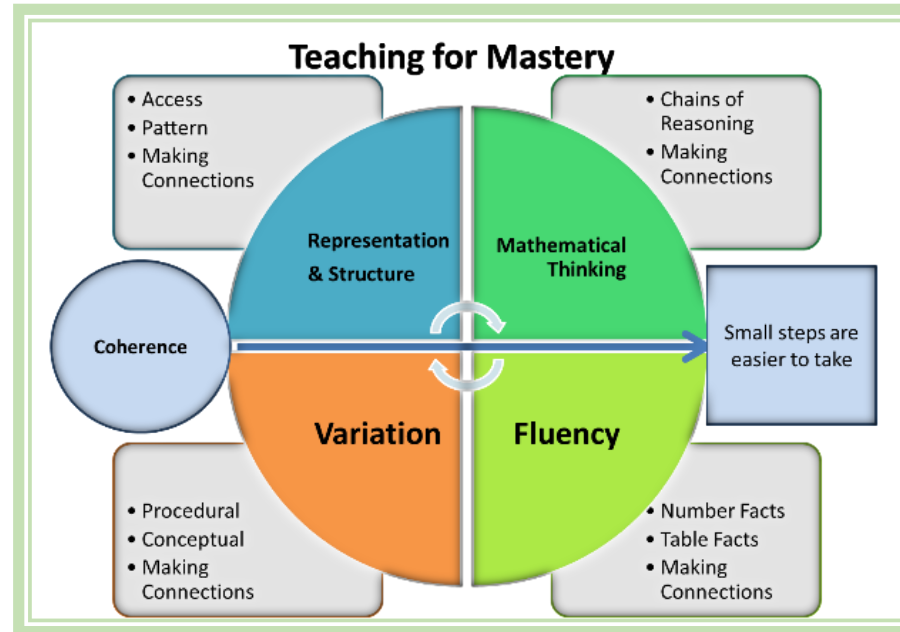 Teaching for Mastery
• Access
• Pattern
• Making
Connections
• Chains of
Reasoning
• Making
Connections
Representation
& Structure
Mathematical
Thinking
Coherence
Small steps are
easier to take
Variation
Fluency
• Procedural
• Conceptual
• Making
Connections
• Number Facts
• Table Facts
• Making
Connections